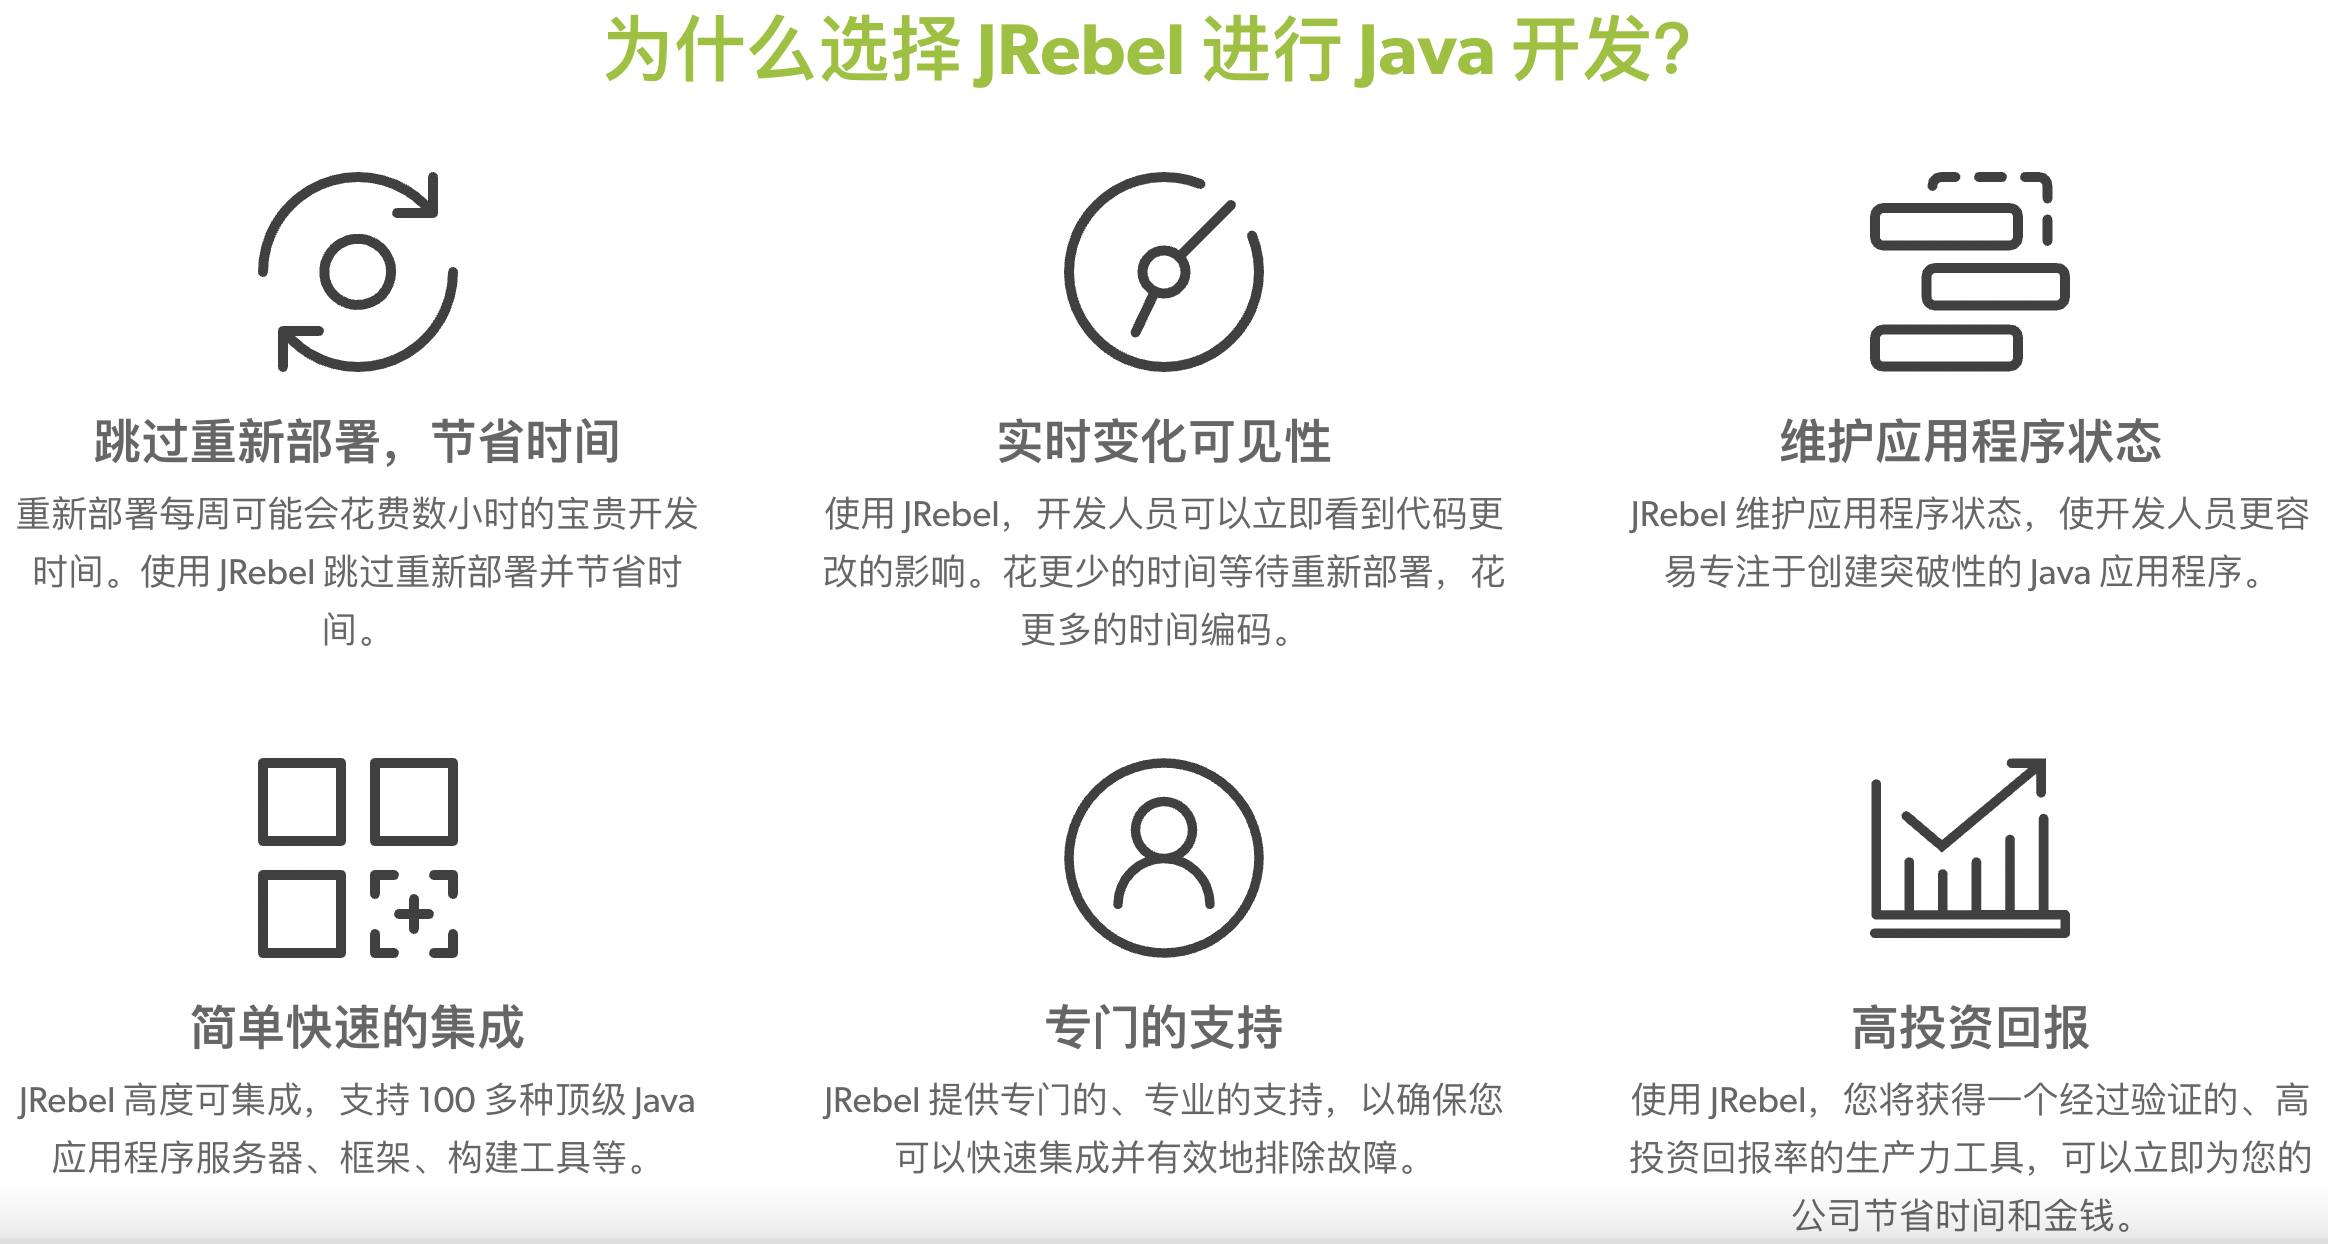 为什么选择 JRebel 进行 Java 开发？
跳过重新部署，节省时间
重新部署每周可能会花费数小时的宝贵开发
时间。使用 JRebel 跳过重新部署并节省时
间。
实时变化可见性
使用 JRebel，开发人员可以立即看到代码更
改的影响。花更少的时间等待重新部署，花
更多的时间编码。
维护应用程序状态
JRebel 维护应用程序状态，使开发人员更容
易专注于创建突破性的 Java 应用程序。
简单快速的集成
JRebel 高度可集成，支持 100 多种顶级 Java
应用程序服务器、框架、构建工具等。
专门的支持
JRebel 提供专门的、专业的支持，以确保您
可以快速集成并有效地排除故障。
高投资回报
使用 JRebel，您将获得一个经过验证的、高
投资回报率的生产力工具，可以立即为您的
公司节省时间和金钱。